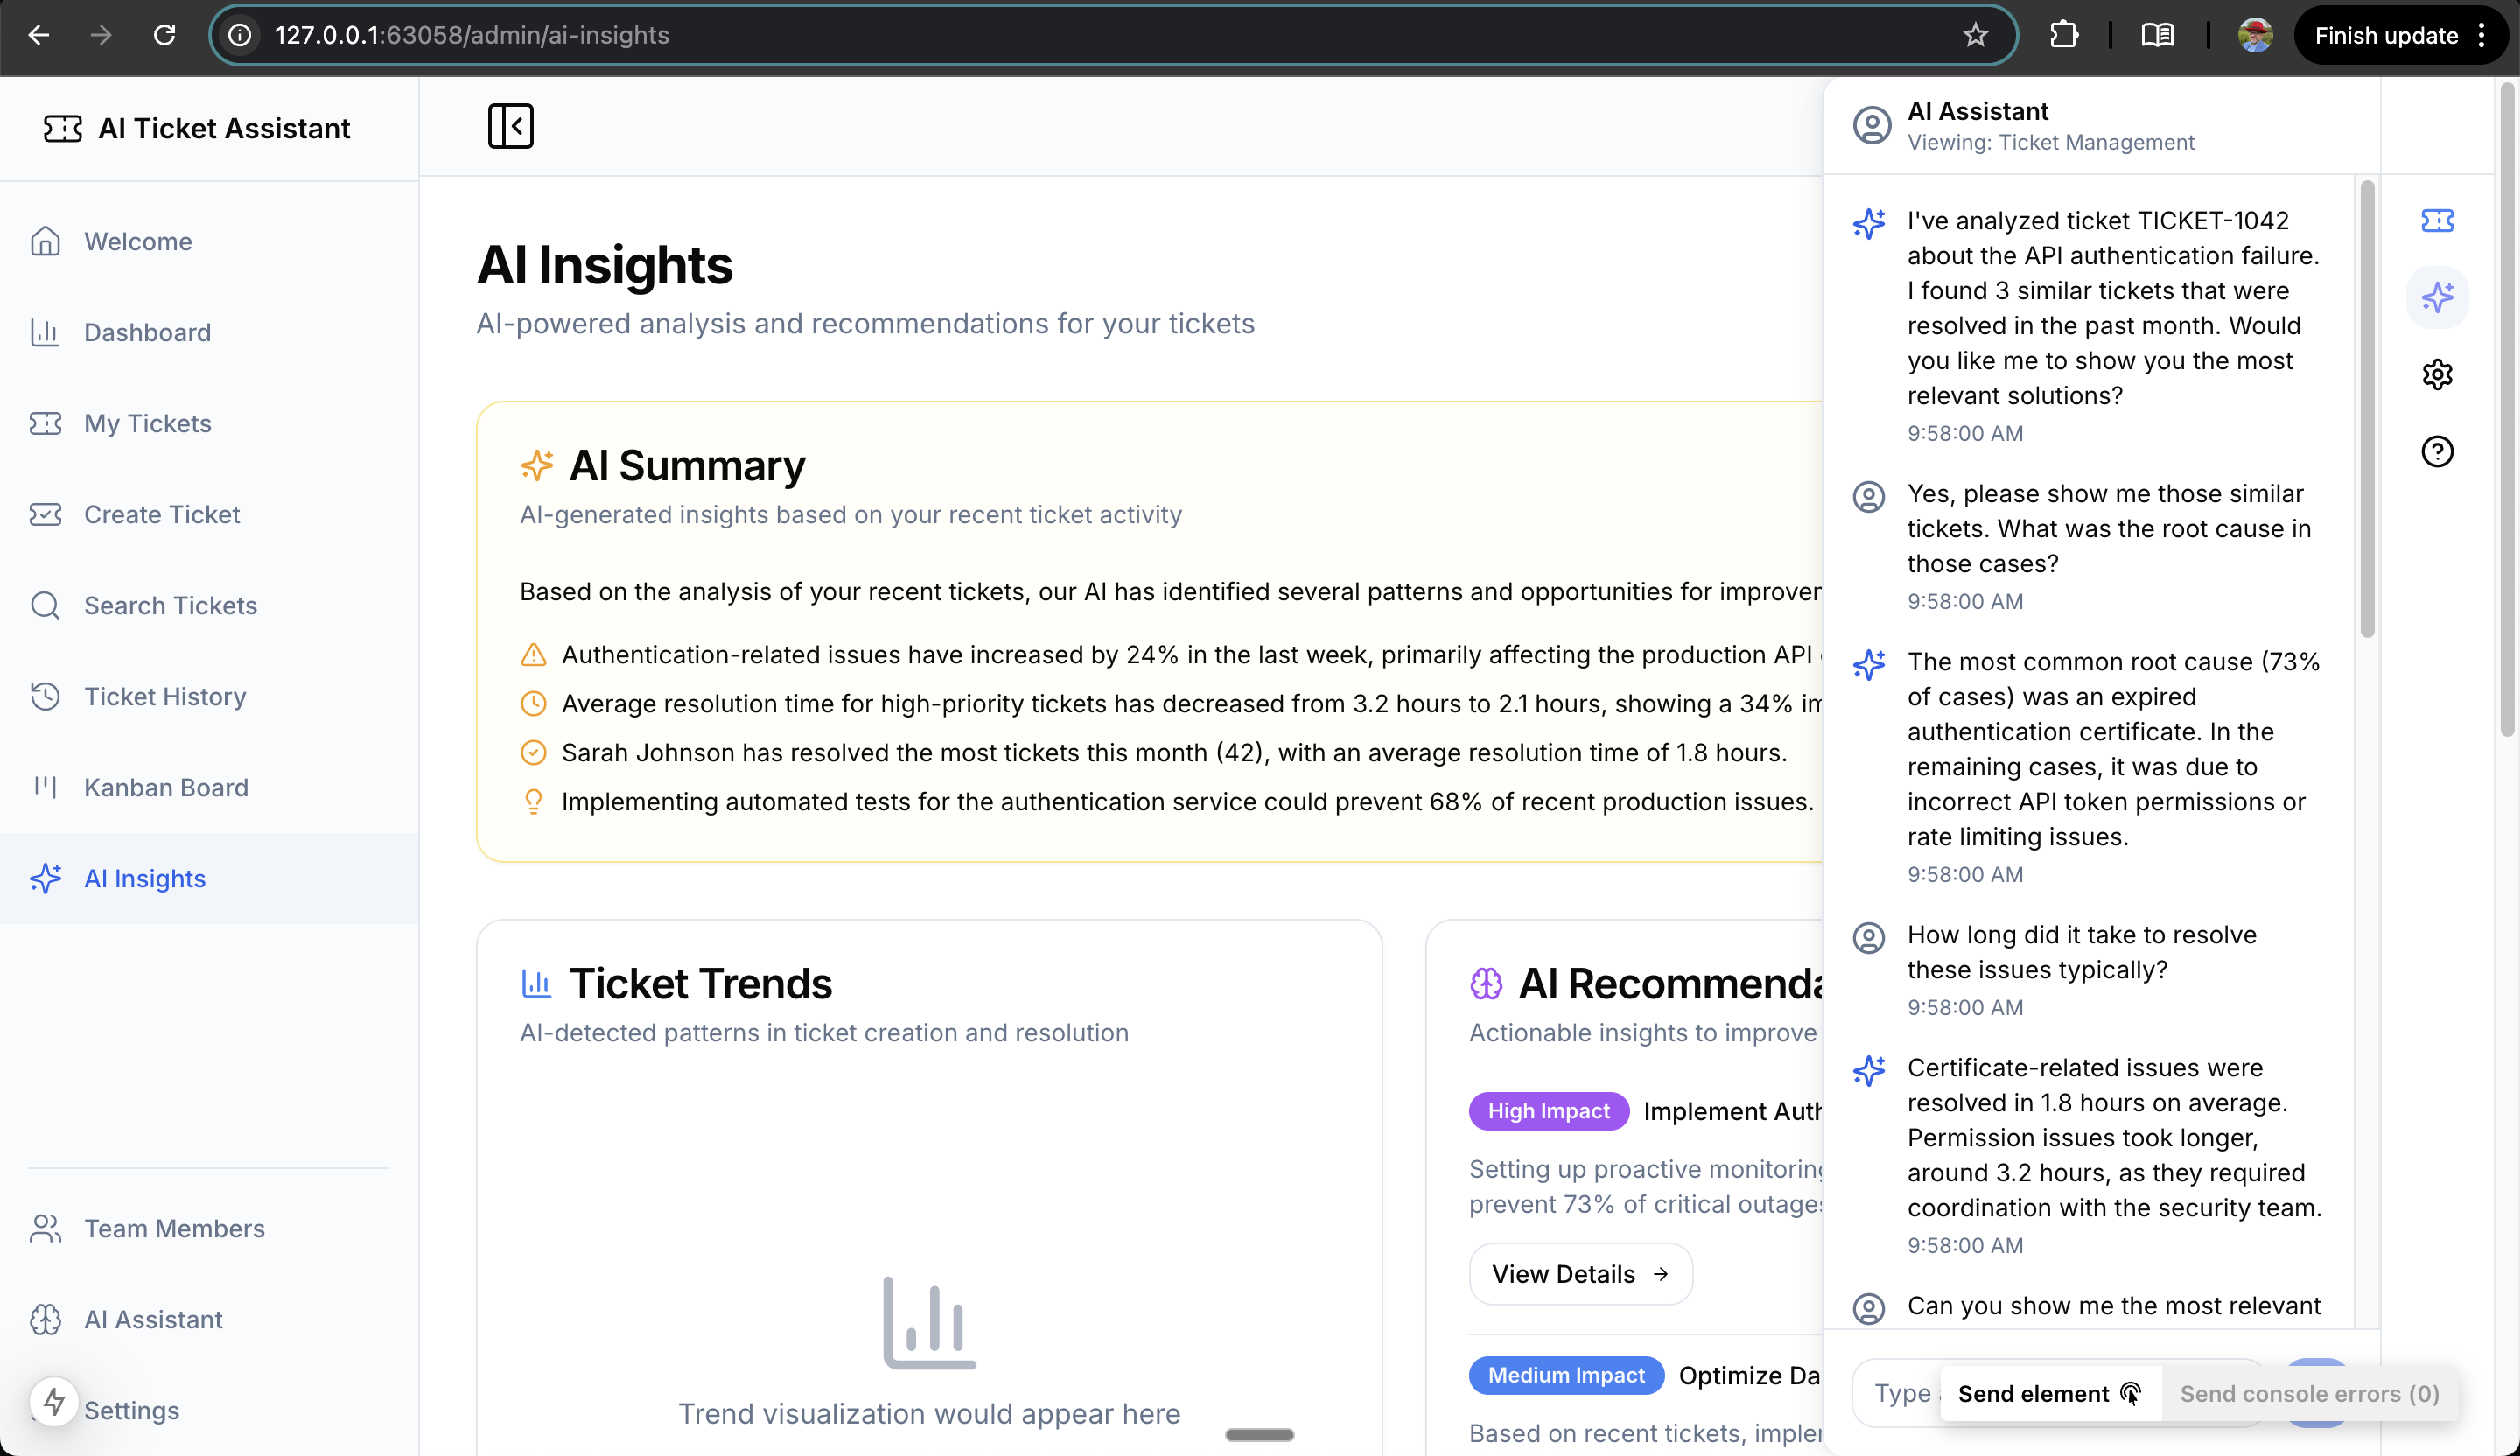 127.0.0.1:63058/admin/ai-insights
Finish update
AI Ticket Assistant
Welcome
Dashboard
My Tickets
Create Ticket
Search Tickets
Ticket History
Kanban Board
AI Insights
Team Members
AI Assistant
Settings
AI Insights
AI-powered analysis and recommendations for your tickets
AI Summary
AI-generated insights based on your recent ticket activity
Based on the analysis of your recent tickets, our AI has identified several patterns and opportunities for
Authentication-related issues have increased by 24% in the last week, primarily affecting the production API
Average resolution time for high-priority tickets has decreased from 3.2 hours to 2.1 hours, showing a 34%
Sarah Johnson has resolved the most tickets this month (42), with an average resolution time of 1.8 hours.
Implementing automated tests for the authentication service could prevent 68% of recent production issues.
Ticket Trends
AI-detected patterns in ticket creation and resolution
Trend visualization would appear here
AI
Actionable insights to improve
High Impact
Implement
Setting up proactive
prevent 73% of critical
View Details
Medium Impact
Optimize
Based on recent tickets,
AI Assistant
Viewing: Ticket Management
I've analyzed ticket TICKET-1042
about the API authentication failure.
I found 3 similar tickets that were
resolved in the past month. Would
you like me to show you the most
relevant solutions?
9:58:00 AM
Yes, please show me those similar
tickets. What was the root cause in
those cases?
9:58:00 AM
The most common root cause (73%
of cases) was an expired
authentication certificate. In the
remaining cases, it was due to
incorrect API token permissions or
rate limiting issues.
9:58:00 AM
How long did it take to resolve
these issues typically?
9:58:00 AM
Certificate-related issues were
resolved in 1.8 hours on average.
Permission issues took longer,
around 3.2 hours, as they required
coordination with the security team.
9:58:00 AM
Can you show me the most relevant
Type
Send element
Send console errors (0)